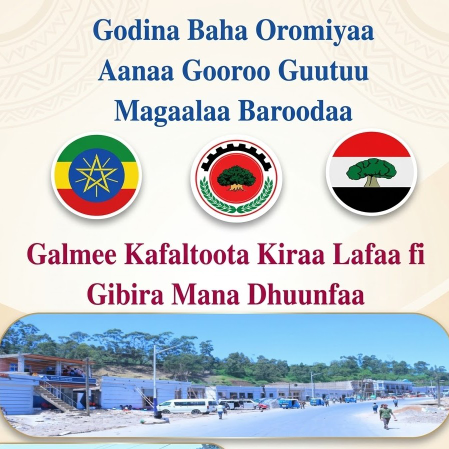 Godina Baha Oromiyaa
Aanaa Gooroo Guutuu
Magaalaa Baroodaa
Galmee Kafaltoota Kiraa Lafaa fi
Gibira Mana Dhuunfaa